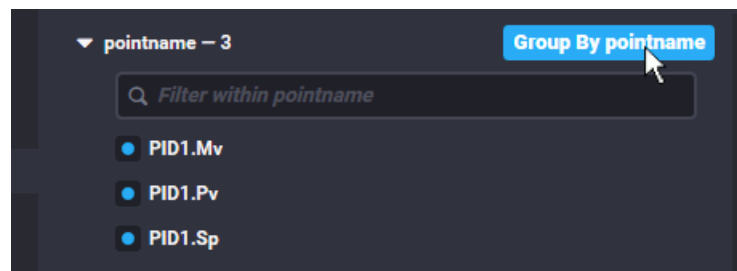 pointname — 3 Group By pointname
Filter within pointname
PID1.Mv
PID1.Pv
PID1.Sp